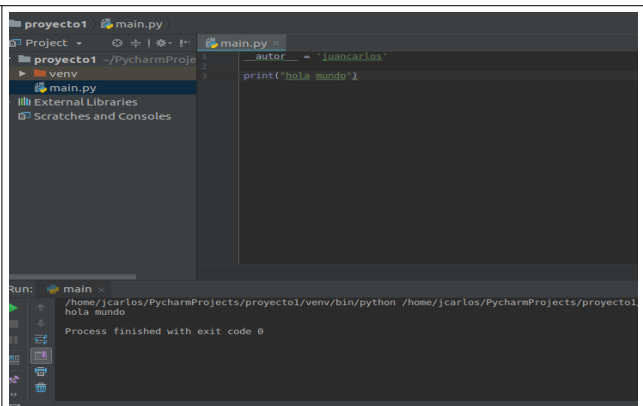 proyecto1 main.py
Project
main.py
proyecto1 ~/PycharmProje
venv
main.py
External Libraries
Scratches and Consoles
1 __autor__ = 'juancarlos'
2
3 print("hola mundo")
Run: main
/home/jcarlos/PycharmProjects/proyecto1/venv/bin/python /home/jcarlos/PycharmProjects/proyecto1/
hola mundo
Process finished with exit code 0